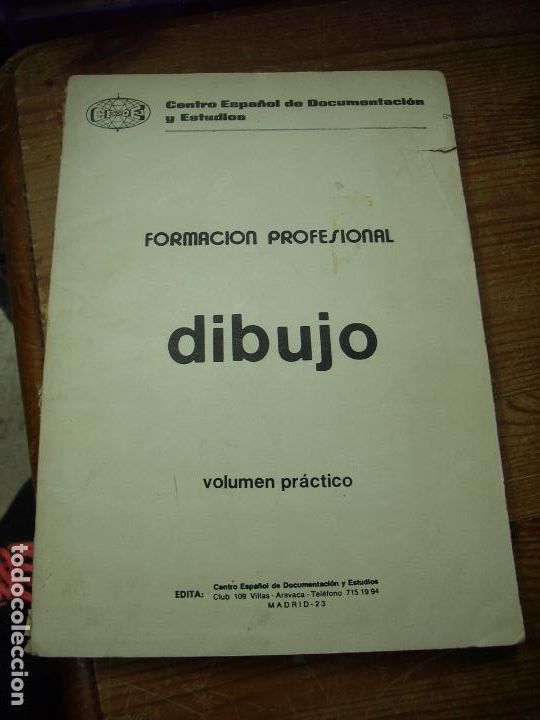 CEDE
Centro Español de Documentación
y Estudios
FORMACION PROFESIONAL
dibujo
volumen práctico
EDITA:
Centro Español de Documentación y Estudios
Club 109 Villas - Aravaca - Teléfono 715 19 94
MADRID-23
todocoleccion